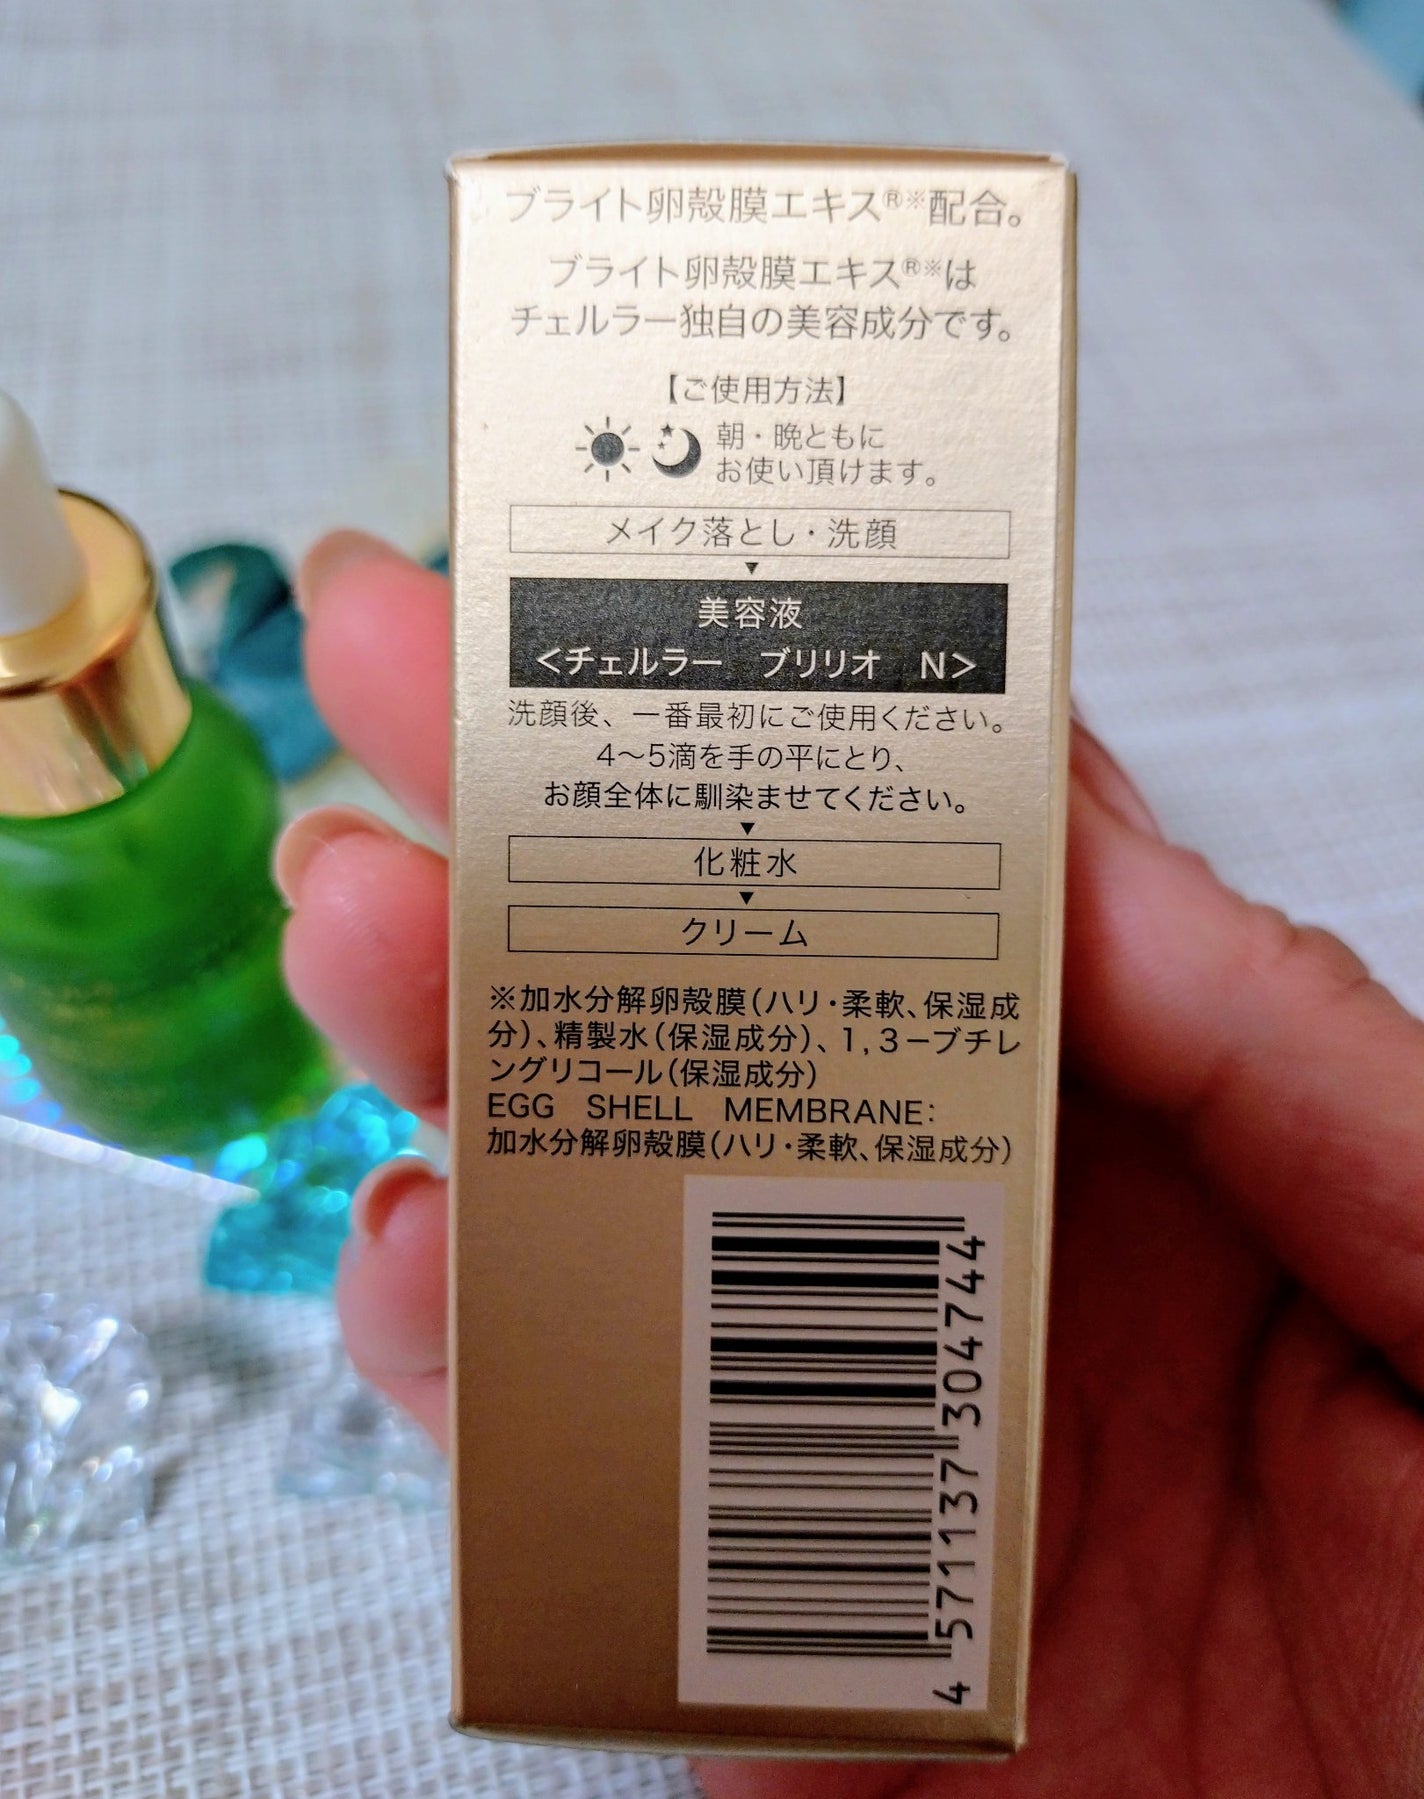 ブライト卵殻膜エキス®※配合。
ブライト卵殻膜エキス®※は
チェルラー独自の美容成分です。
【ご使用方法】
朝・晩ともに
お使い頂けます。
メイク落とし・洗顔
▼
美容液
＜チェルラー　ブリリオ　N＞
洗顔後、一番最初にご使用ください。
4～5滴を手の平にとり、
お顔全体に馴染ませてください。
▼
化粧水
▼
クリーム
※加水分解卵殻膜（ハリ・柔軟、保湿成
分）、精製水（保湿成分）、1,3－ブチレ
ングリコール（保湿成分）
EGG　SHELL　MEMBRANE：
加水分解卵殻膜（ハリ・柔軟、保湿成分）
4 571137 304744